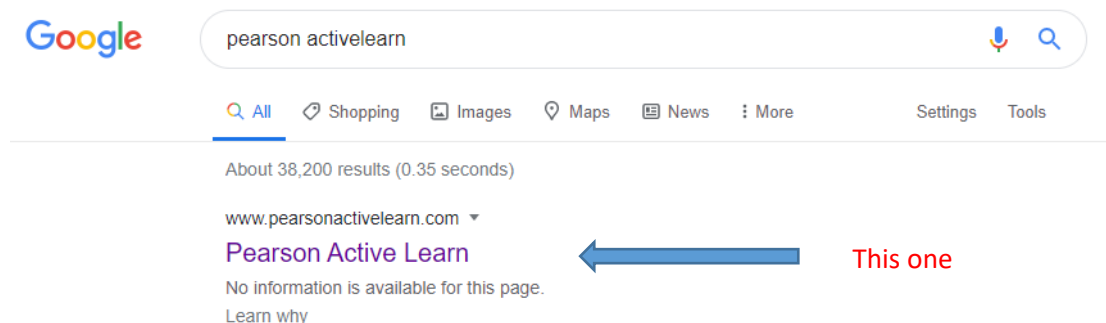 Google pearson activelearn
All Shopping Images Maps News More Settings Tools
About 38,200 results (0.35 seconds)
www.pearsonactivelearn.com
Pearson Active Learn
This one
No information is available for this page.
Learn why